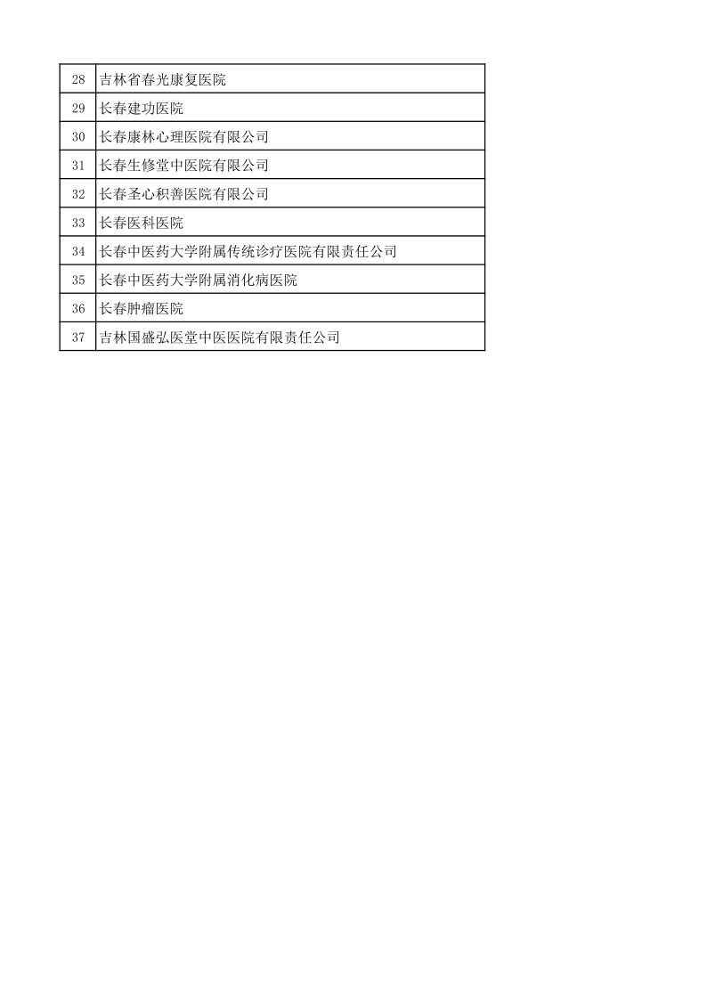 28 吉林省春光康复医院
29 长春建功医院
30 长春康林心理医院有限公司
31 长春生修堂中医院有限公司
32 长春圣心积善医院有限公司
33 长春医科医院
34 长春中医药大学附属传统诊疗医院有限责任公司
35 长春中医药大学附属消化病医院
36 长春肿瘤医院
37 吉林国盛弘医堂中医医院有限责任公司